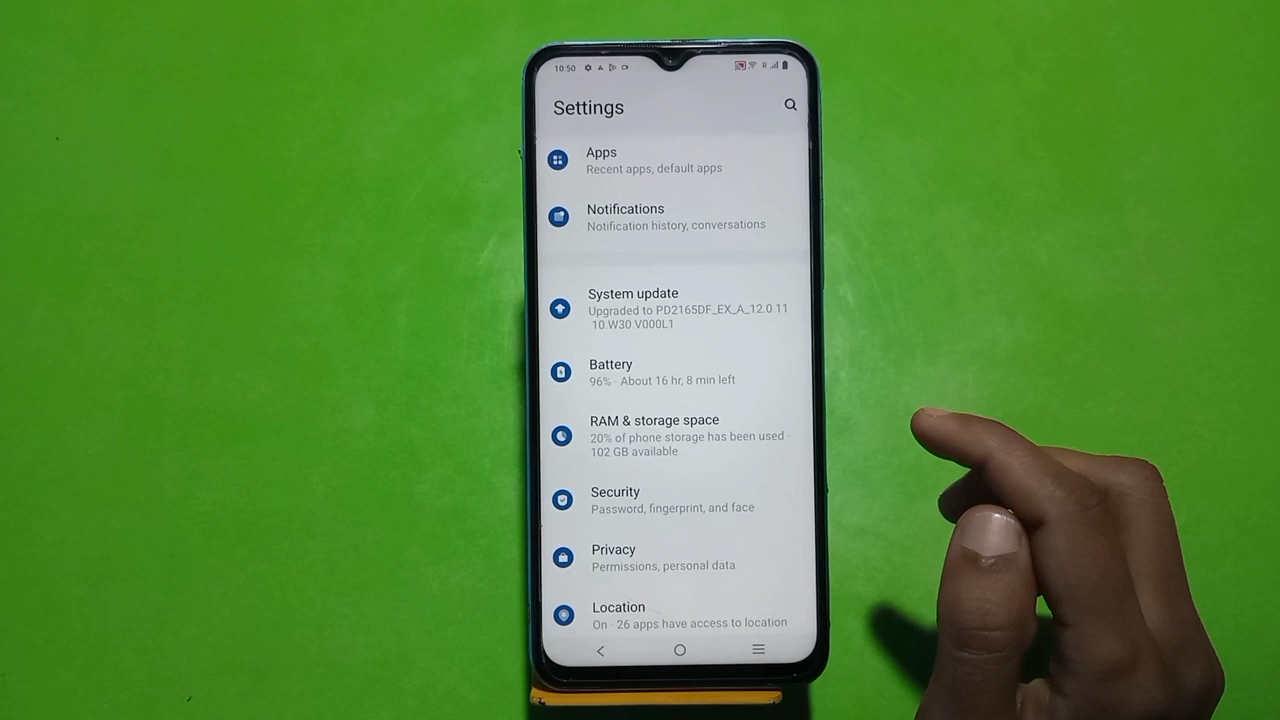 10:50
R
Settings
Apps
Recent apps, default apps
Notifications
Notification history, conversations
System update
Upgraded to PD2165DF_EX_A_12.0 11
10 W30 V000L1
Battery
96% · About 16 hr, 8 min left
RAM & storage space
20% of phone storage has been used ·
102 GB available
Security
Password, fingerprint, and face
Privacy
Permissions, personal data
Location
On · 26 apps have access to location